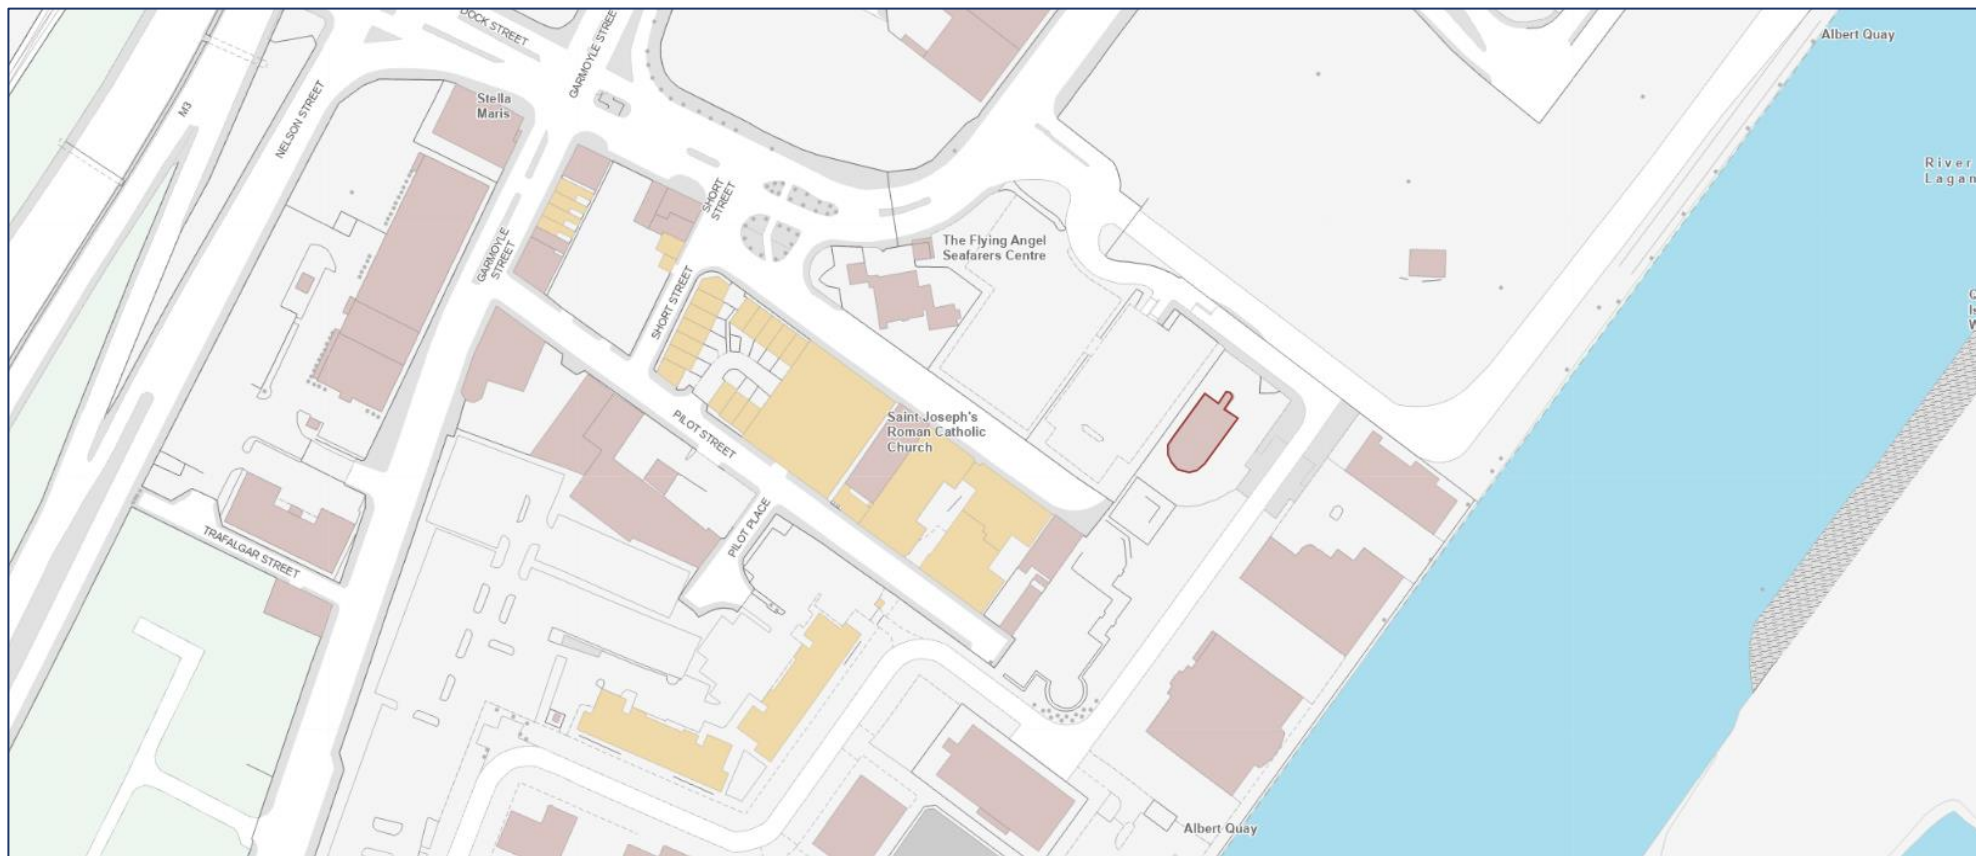 DOCK STREET
GARMOYLE STREET
Albert Quay
M3
NELSON STREET
Stella
Maris
River
Lagan
SHORT
STREET
GARMOYLE
STREET
The Flying Angel
Seafarers Centre
SHORT STREET
PILOT STREET
Saint Joseph's
Roman Catholic
Church
PILOT PLACE
TRAFALGAR STREET
Albert Quay